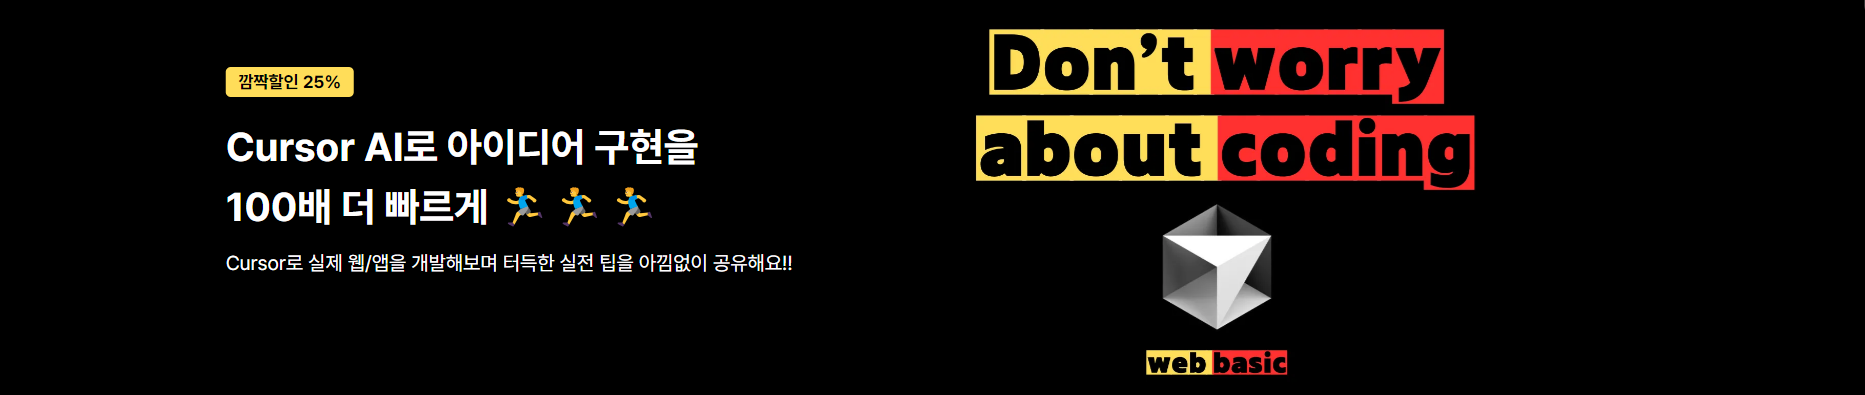 깜짝할인 25%
Cursor AI로 아이디어 구현을
100배 더 빠르게 🏃‍♂️ 🏃‍♂️ 🏃‍♂️
Cursor로 실제 웹/앱을 개발해보며 터득한 실전 팁을 아낌없이 공유해요!!
Don’t worry
about coding
web basic